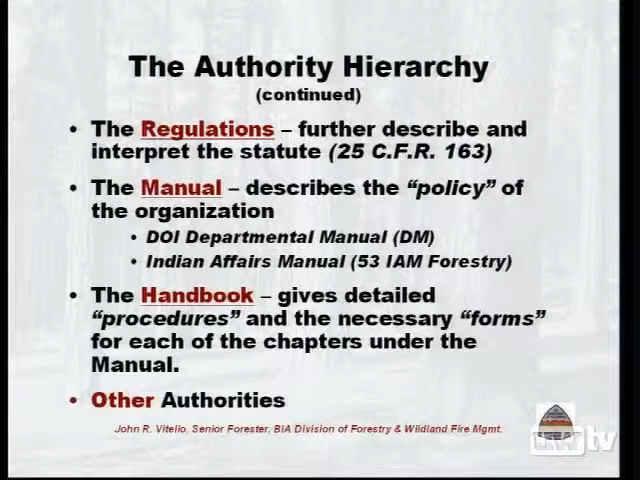 The Authority Hierarchy
(continued)
• The Regulations – further describe and
interpret the statute (25 C.F.R. 163)
• The Manual – describes the “policy” of
the organization
• DOI Departmental Manual (DM)
• Indian Affairs Manual (53 IAM Forestry)
• The Handbook – gives detailed
“procedures” and the necessary “forms”
for each of the chapters under the
Manual.
• Other Authorities
John R. Vitello, Senior Forester, BIA Division of Forestry & Wildland Fire Mgmt.
tv